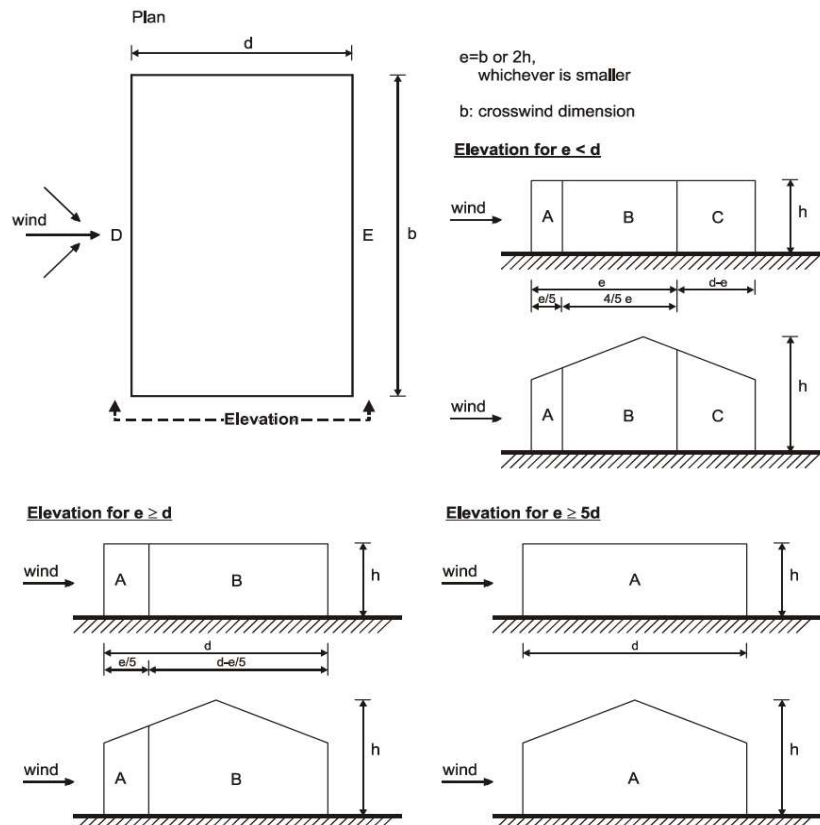 Plan
d
e=b or 2h,
whichever is smaller
b: crosswind dimension
wind
D
E
b
Elevation
Elevation for e < d
wind
A
B
C
h
e
d-e
e/5
4/5 e
wind
A
B
C
h
Elevation for e ≥ d
wind
A
B
h
d
e/5
d-e/5
wind
A
B
h
Elevation for e ≥ 5d
wind
A
h
d
wind
A
h